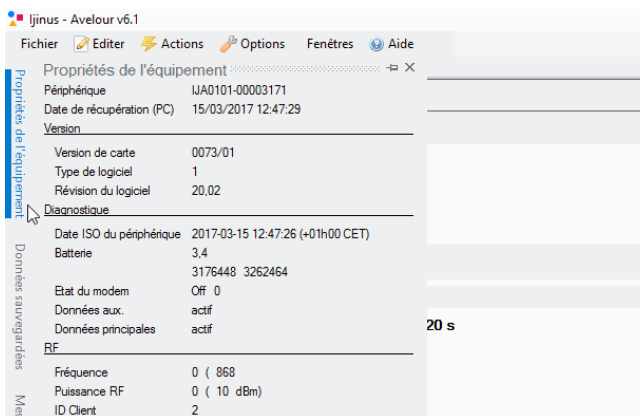 Ijinus - Avelour v6.1
Fichier Editer Actions Options Fenêtres Aide
Propriétés de l'équipement
Propriétés de l'équipement
Périphérique IJA0101-00003171
Date de récupération (PC) 15/03/2017 12:47:29
Version
Version de carte 0073/01
Type de logiciel 1
Révision du logiciel 20,02
Diagnostique
Date ISO du périphérique 2017-03-15 12:47:26 (+01h00 CET)
Batterie 3,4
3176448 3262464
Etat du modem Off 0
Données aux. actif
Données principales actif
RF
Fréquence 0 ( 868
Puissance RF 0 ( 10 dBm)
ID Client 2
Données sauvegardées
Mes
20 s